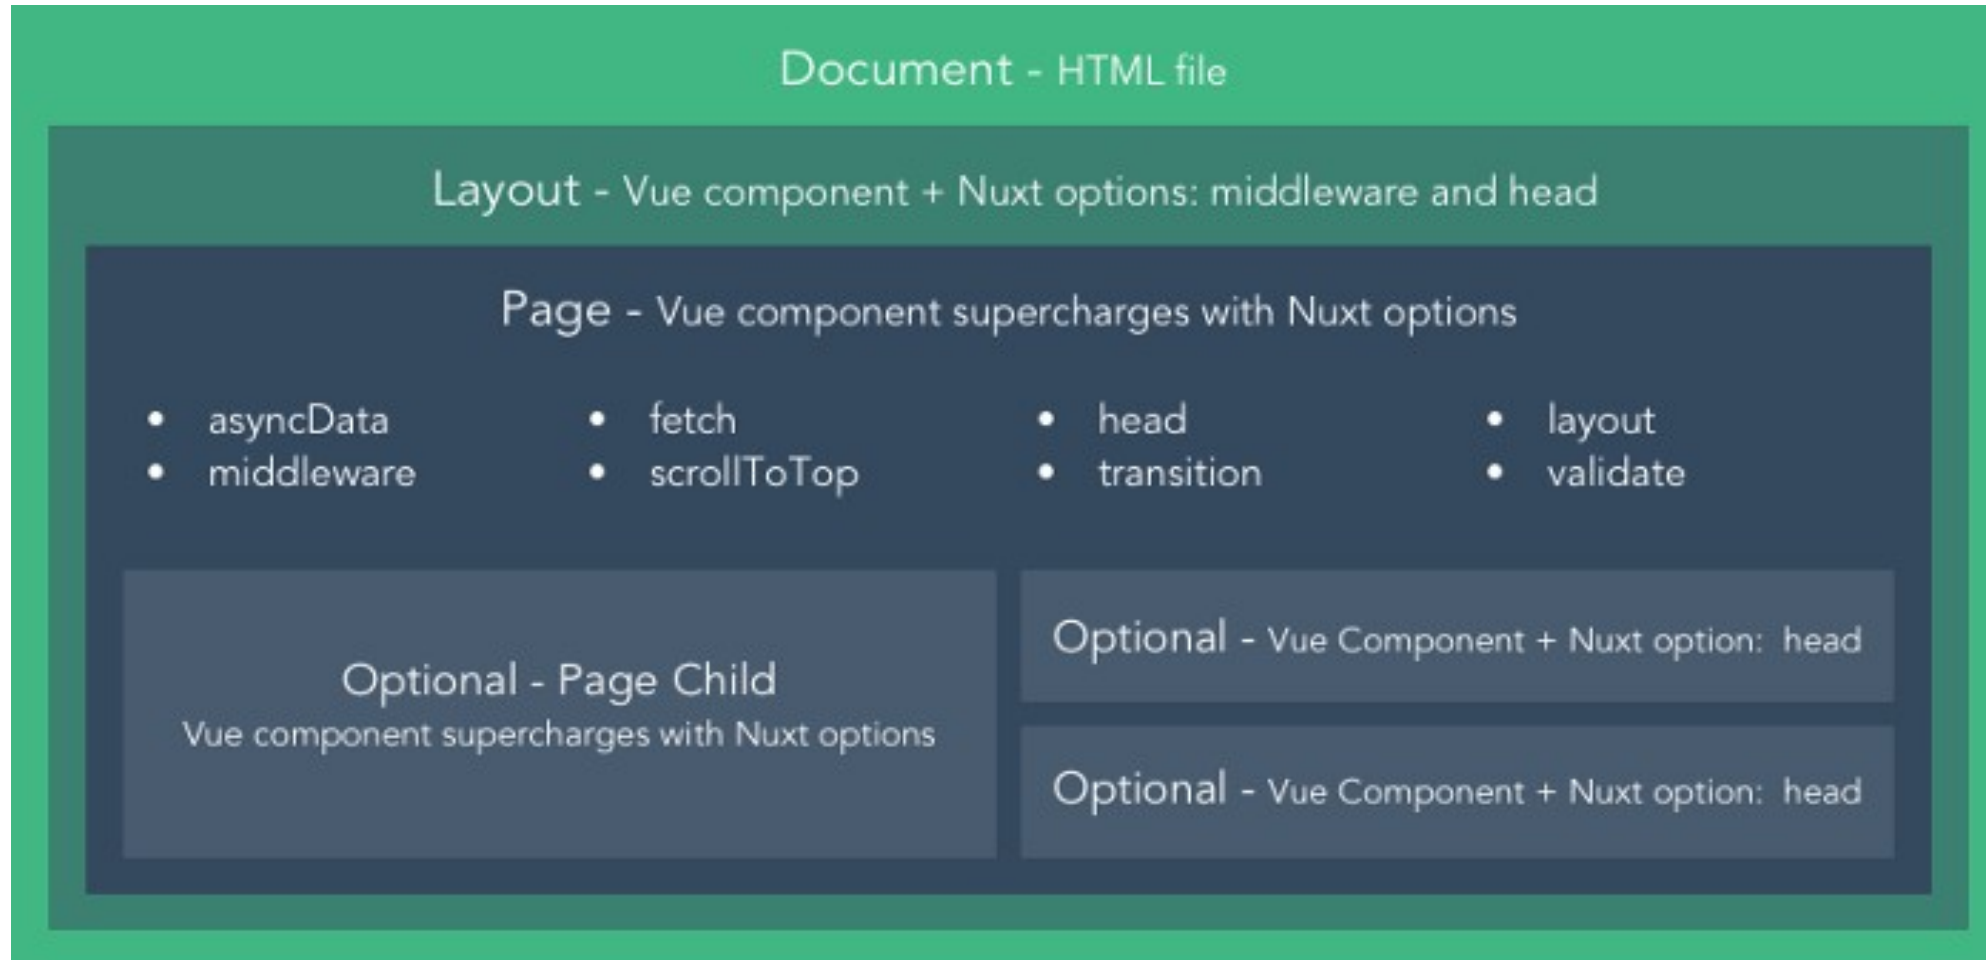 Document - HTML file
Layout - Vue component + Nuxt options: middleware and head
Page - Vue component supercharges with Nuxt options
• asyncData
• middleware
• fetch
• scrollToTop
• head
• transition
• layout
• validate
Optional - Page Child
Vue component supercharges with Nuxt options
Optional - Vue Component + Nuxt option: head
Optional - Vue Component + Nuxt option: head